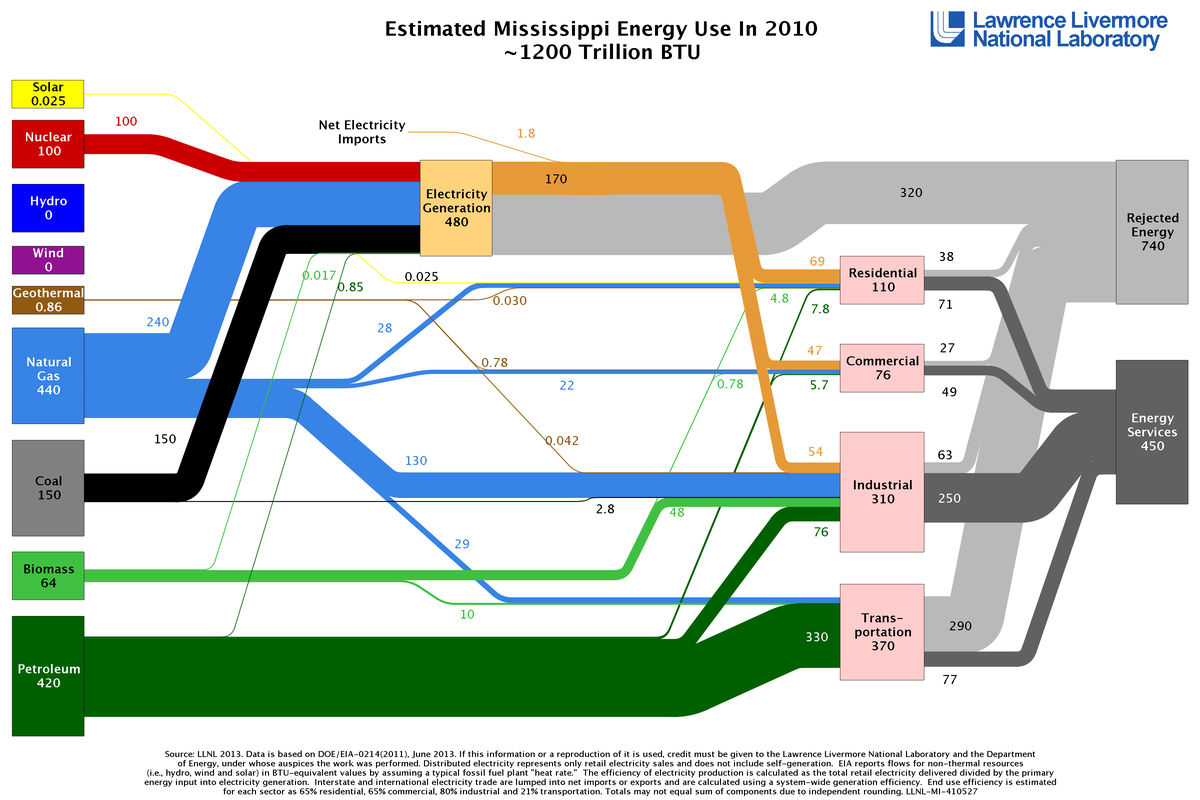 Estimated Mississippi Energy Use In 2010
~1200 Trillion BTU
Lawrence Livermore
National Laboratory
Solar
0.025
Nuclear
100
Hydro
0
Wind
0
Geothermal
0.86
Natural
Gas
440
Coal
150
Biomass
64
Petroleum
420
100
240
150
Net Electricity
Imports
1.8
Electricity
Generation
480
170
320
0.017
0.85
0.025
0.030
28
0.78
22
0.042
130
2.8
29
48
10
69
4.8
7.8
47
0.78
5.7
54
76
330
Residential
110
Commercial
76
Industrial
310
Trans-
portation
370
38
71
27
49
63
250
290
77
Rejected
Energy
740
Energy
Services
450
Source: LLNL 2013. Data is based on DOE/EIA-0214(2011), June 2013. If this information or a reproduction of it is used, credit must be given to the Lawrence Livermore National Laboratory and the Department
of Energy, under whose auspices the work was performed. Distributed electricity represents only retail electricity sales and does not include self-generation. EIA reports flows for non-thermal resources
(i.e., hydro, wind and solar) in BTU-equivalent values by assuming a typical fossil fuel plant "heat rate." The efficiency of electricity production is calculated as the total retail electricity delivered divided by the primary
energy input into electricity generation. Interstate and international electricity trade are lumped into net imports or exports and are calculated using a system-wide generation efficiency. End use efficiency is estimated
for each sector as 65% residential, 65% commercial, 80% industrial and 21% transportation. Totals may not equal sum of components due to independent rounding. LLNL-MI-410527